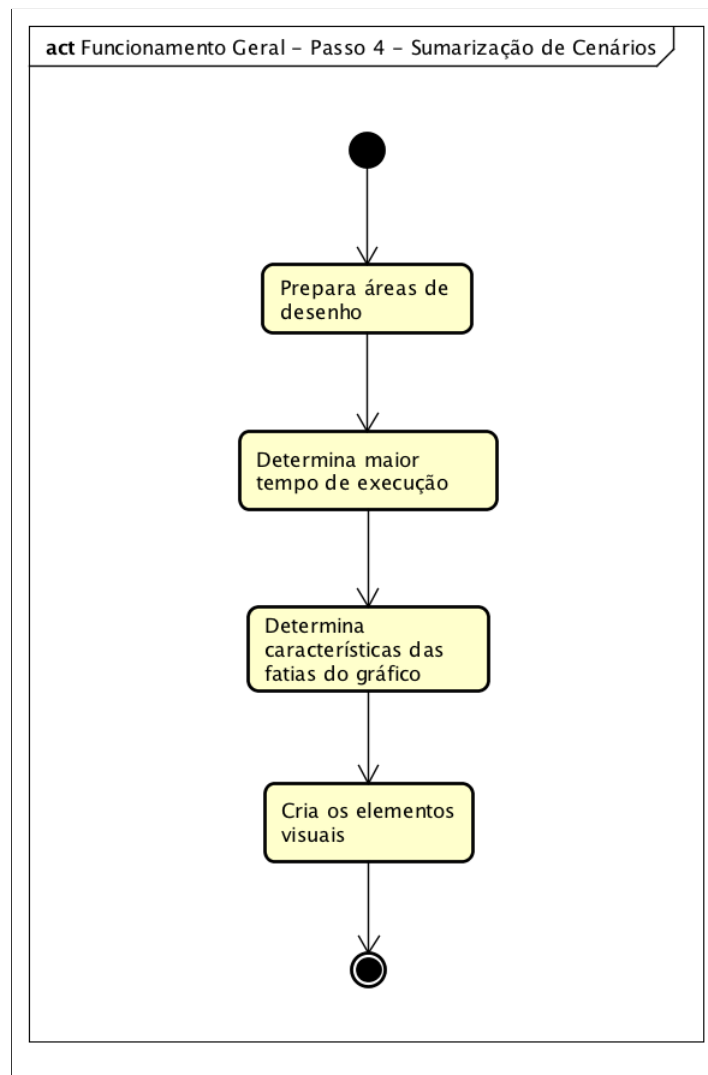 act Funcionamento Geral – Passo 4 – Sumarização de Cenários
Prepara áreas de
desenho
Determina maior
tempo de execução
Determina
características das
fatias do gráfico
Cria os elementos
visuais